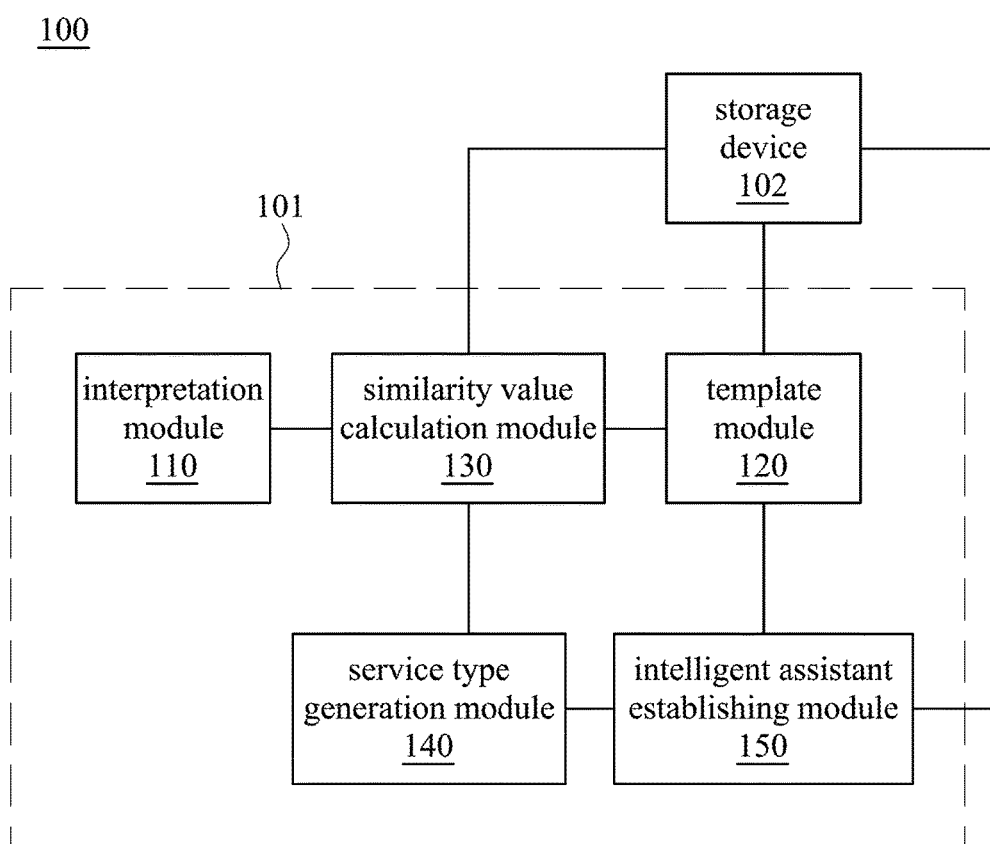 100
storage
device
102
101
interpretation
module
110
similarity value
calculation module
130
template
module
120
service type
generation module
140
intelligent assistant
establishing module
150